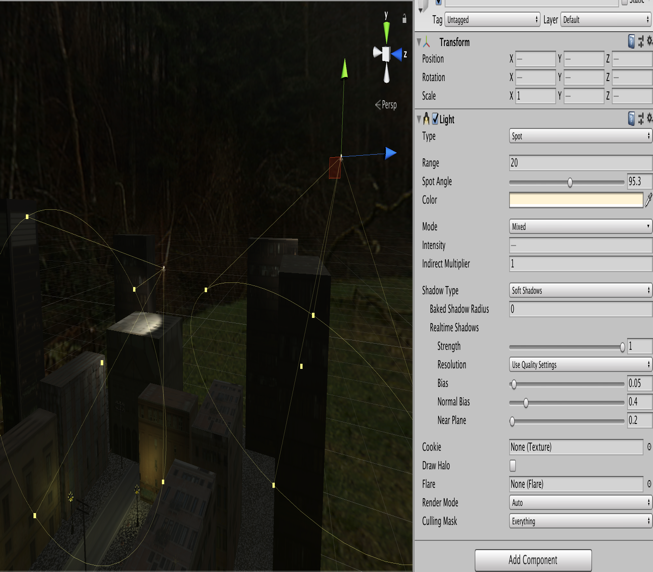 Static
Tag Untagged Layer Default
y
z
Persp
Transform
Position X — Y — Z —
Rotation X — Y — Z —
Scale X 1 Y — Z —
Light
Type Spot
Range 20
Spot Angle 95.3
Color
Mode Mixed
Intensity —
Indirect Multiplier 1
Shadow Type Soft Shadows
Baked Shadow Radius 0
Realtime Shadows
Strength 1
Resolution Use Quality Settings
Bias 0.05
Normal Bias 0.4
Near Plane 0.2
Cookie None (Texture)
Draw Halo
Flare None (Flare)
Render Mode Auto
Culling Mask Everything
Add Component